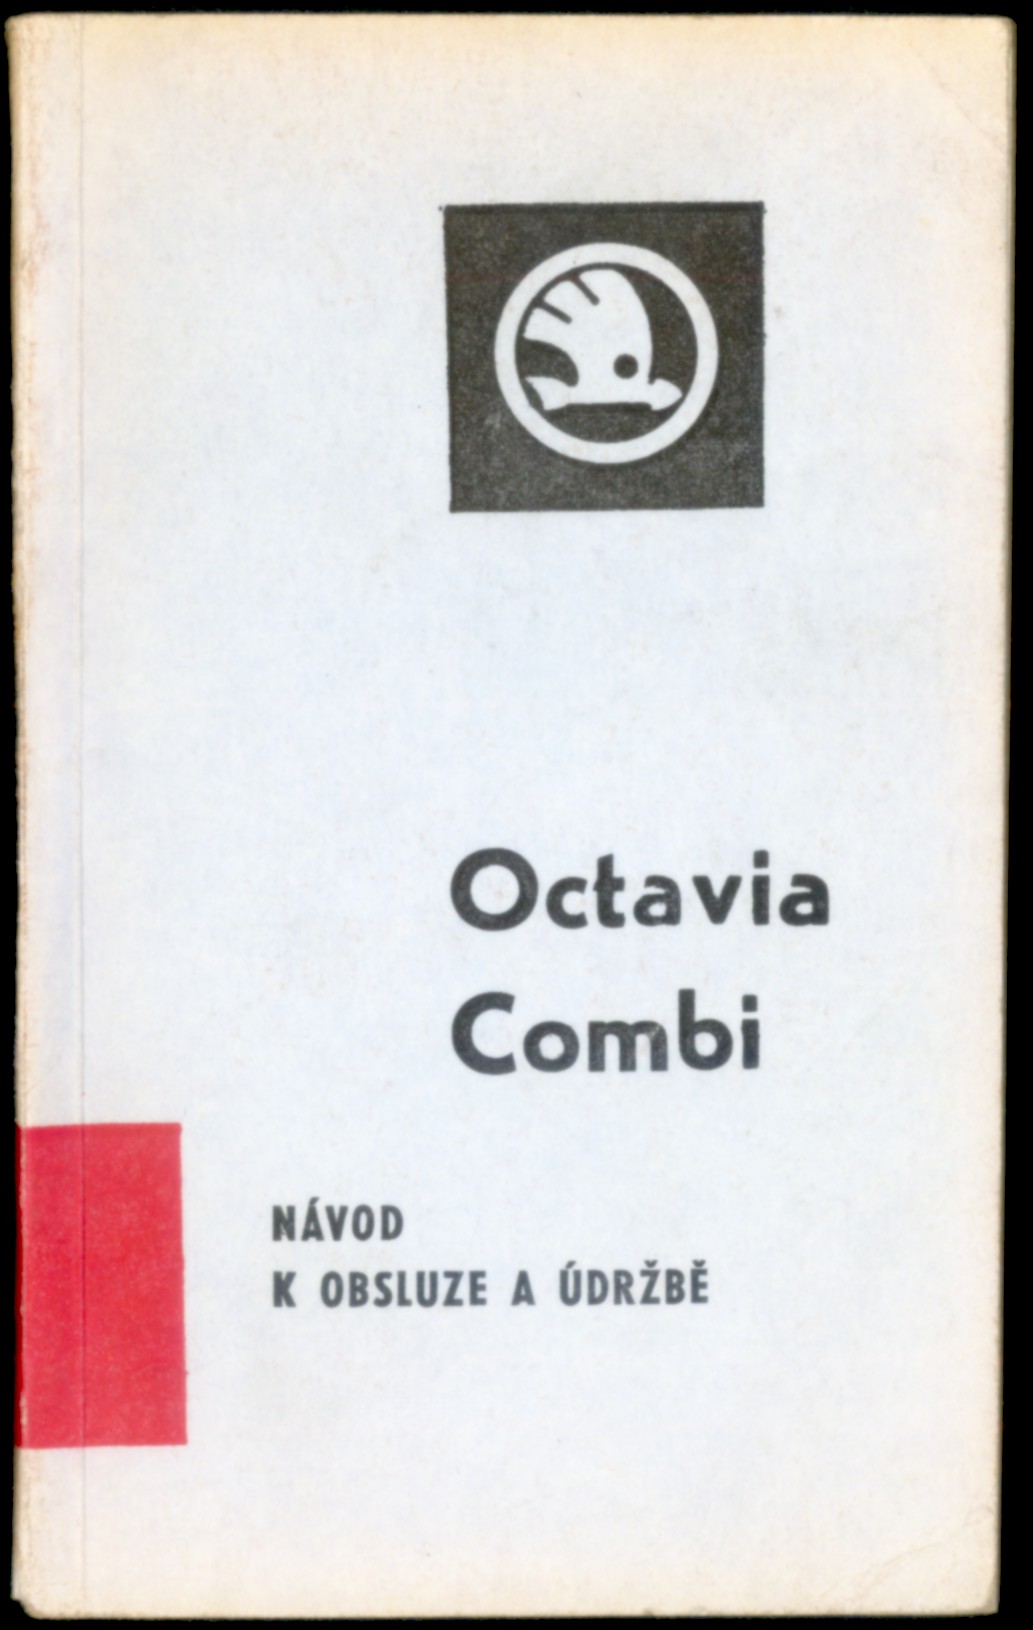 Octavia
Combi
NÁVOD
K OBSLUZE A ÚDRŽBĚ